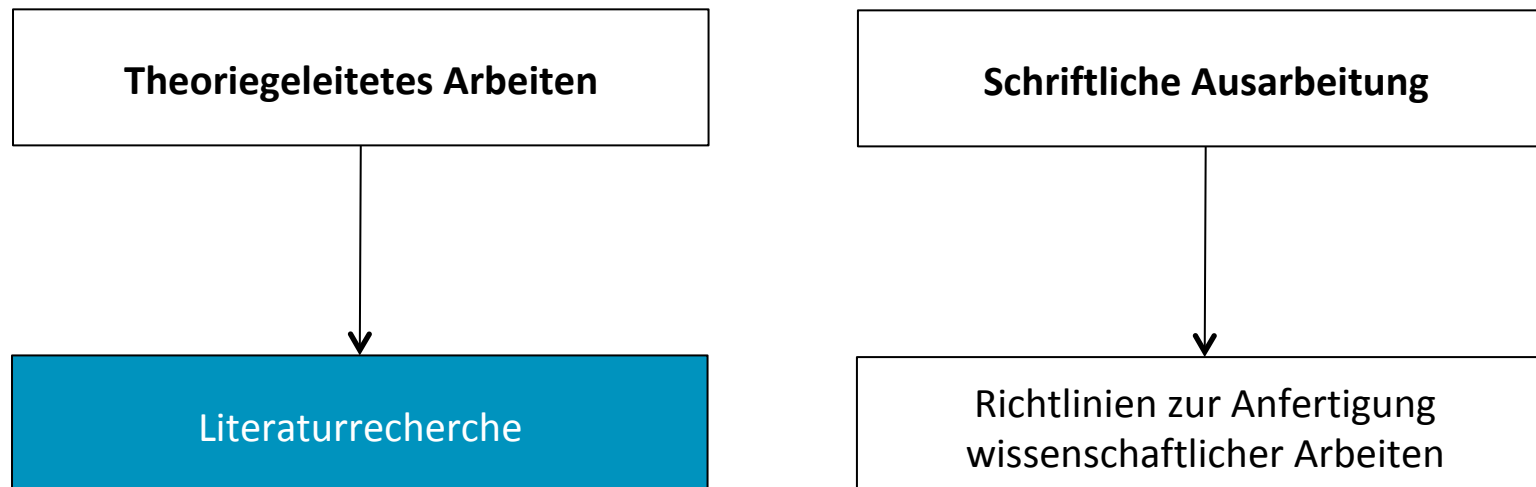 Theoriegeleitetes Arbeiten
Schriftliche Ausarbeitung
Literaturrecherche
Richtlinien zur Anfertigung
wissenschaftlicher Arbeiten